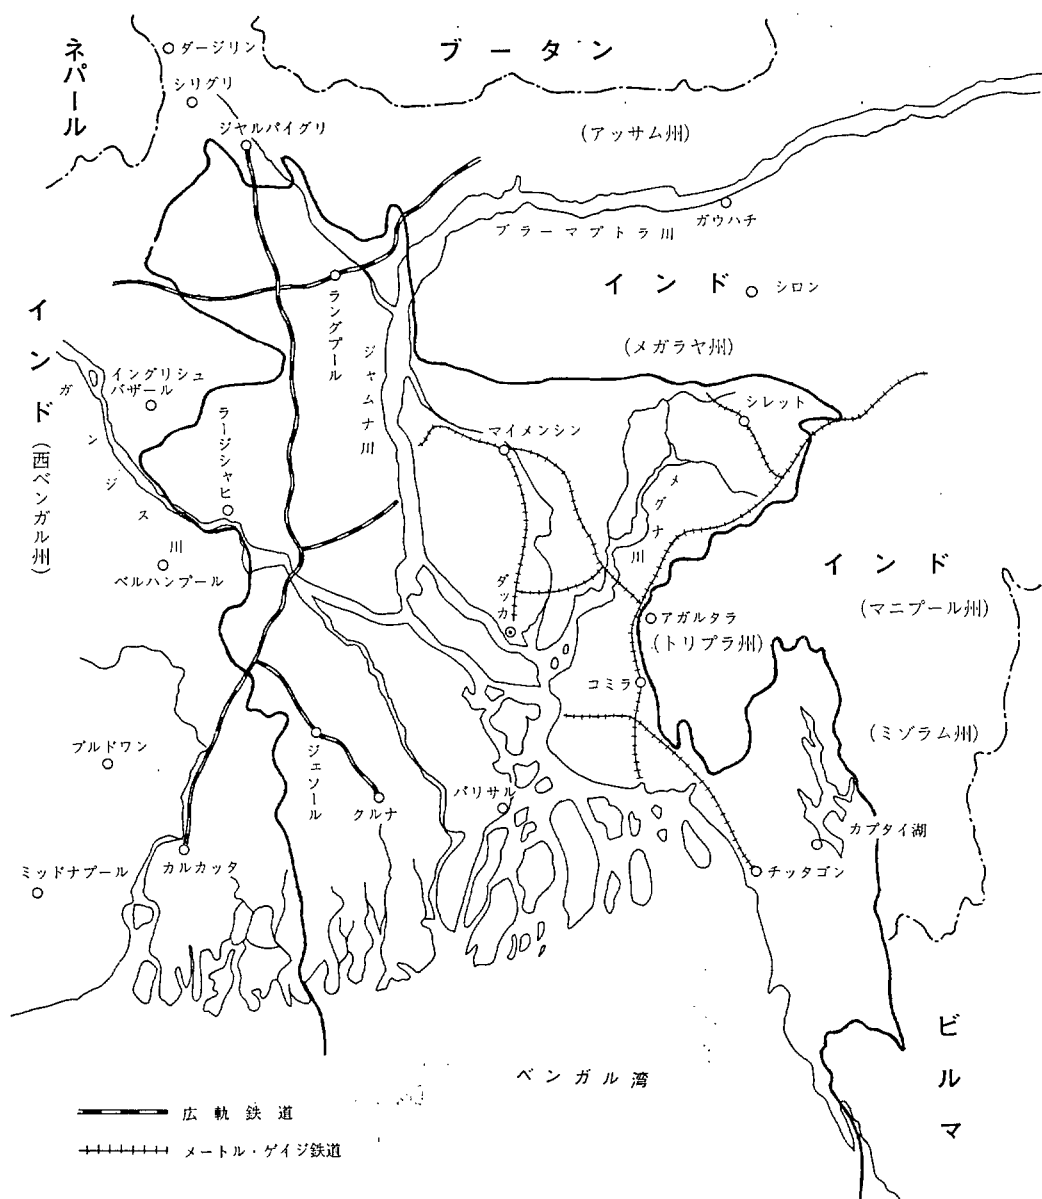 ネパール
ダージリン
シリグリ
ブータン
ジャルパイグリ
(アッサム州)
ブラーマプトラ川
ガウハチ
インド
シロン
(メガラヤ州)
ラングプール
ジャムナ川
インド
(西ベンガル州)
ガンジス川
イングリシュ
バザール
ラージシャヒ
マイメンシン
シレット
メグナ川
ベルハンプール
ダッカ
インド
(マニプール州)
アガルタラ
(トリプラ州)
コミラ
(ミゾラム州)
ブルドワン
ジェソール
クルナ
バリサル
カプタイ湖
ミッドナプール
カルカッタ
チッタゴン
ビルマ
ベンガル湾
広軌鉄道
メートル・ゲイジ鉄道